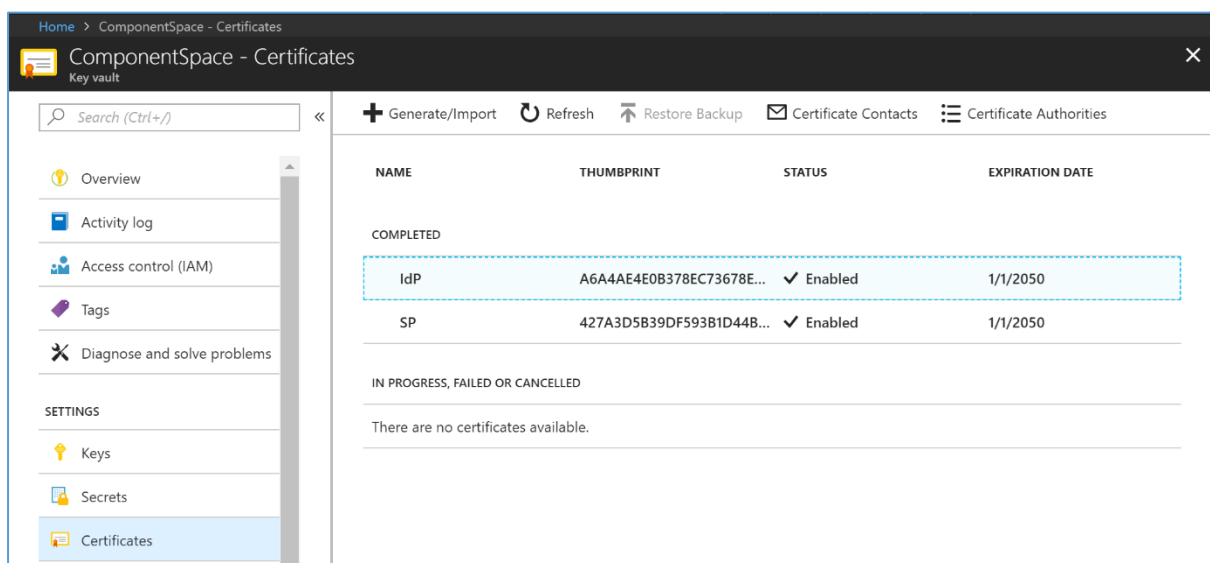 Home > ComponentSpace - Certificates
ComponentSpace - Certificates
Key vault
Search (Ctrl+/)
«
Generate/Import
Refresh
Restore Backup
Certificate Contacts
Certificate Authorities
Overview
Activity log
Access control (IAM)
Tags
Diagnose and solve problems
SETTINGS
Keys
Secrets
Certificates
NAME THUMBPRINT STATUS EXPIRATION DATE
COMPLETED
IdP A6A4AE4E0B378EC73678E... ✓ Enabled 1/1/2050
SP 427A3D5B39DF593B1D44B... ✓ Enabled 1/1/2050
IN PROGRESS, FAILED OR CANCELLED
There are no certificates available.